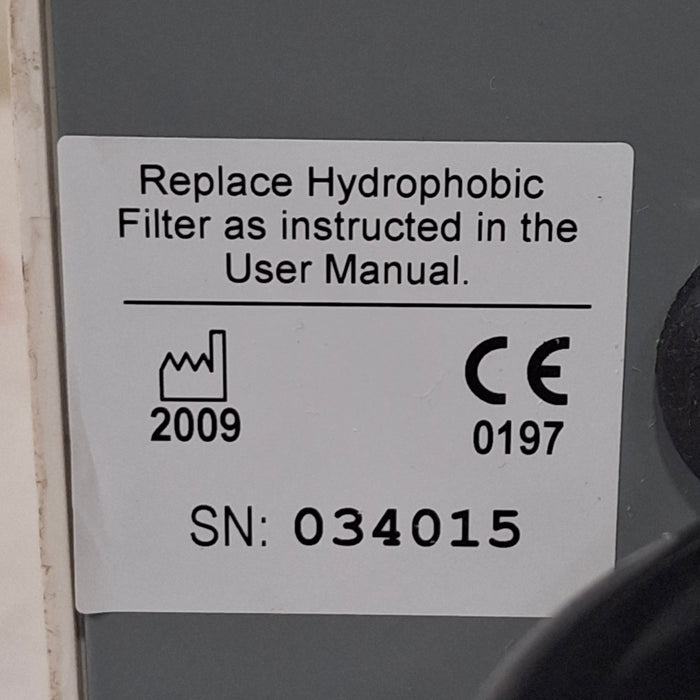 Replace Hydrophobic
Filter as instructed in the
User Manual.
CE
2009
0197
SN: 034015